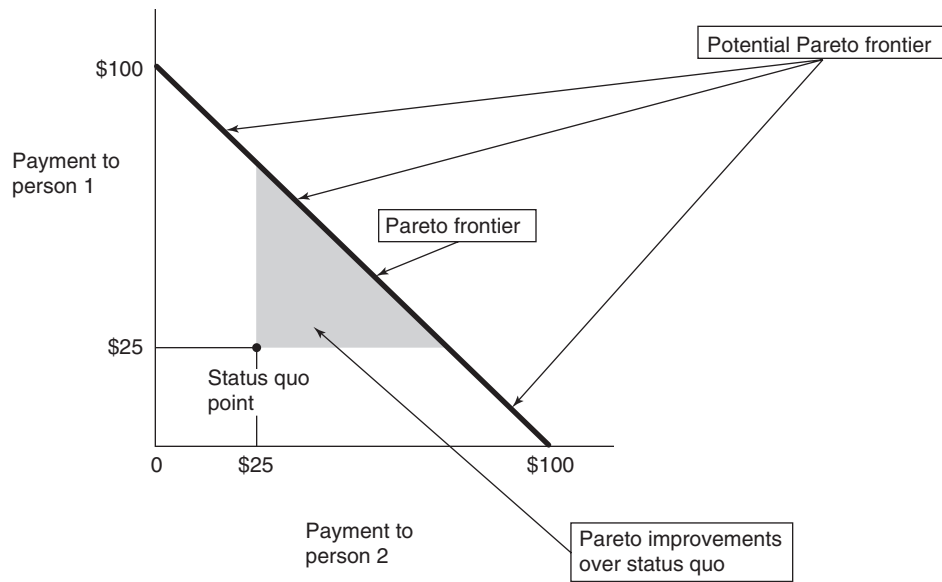 Potential Pareto frontier
$100
Payment to
person 1
Pareto frontier
$25
Status quo
point
0
$25
$100
Payment to
person 2
Pareto improvements
over status quo